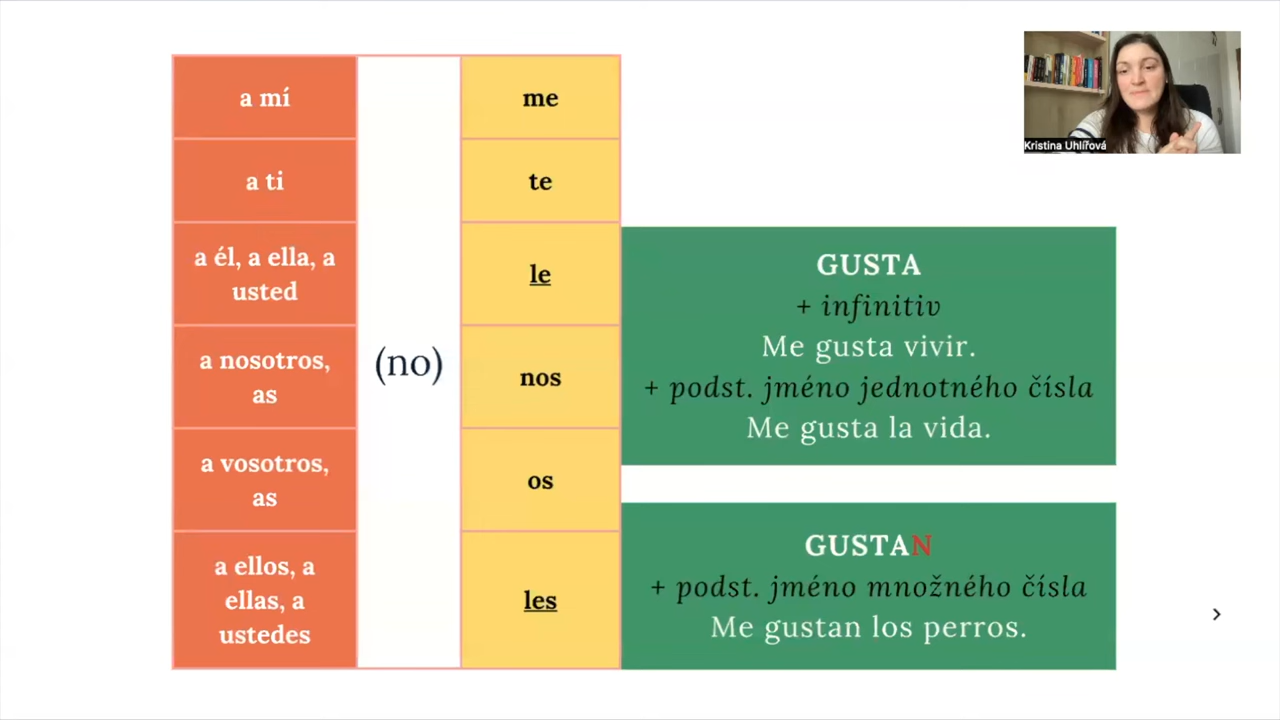 a mí
me
a ti
te
a él, a ella, a
usted
le
a nosotros,
as
(no)
nos
a vosotros,
as
os
a ellos, a
ellas, a
ustedes
les
GUSTA
+ infinitiv
Me gusta vivir.
+ podst. jméno jednotného čísla
Me gusta la vida.
GUSTAN
+ podst. jméno množného čísla
Me gustan los perros.
Kristina Uhlířová